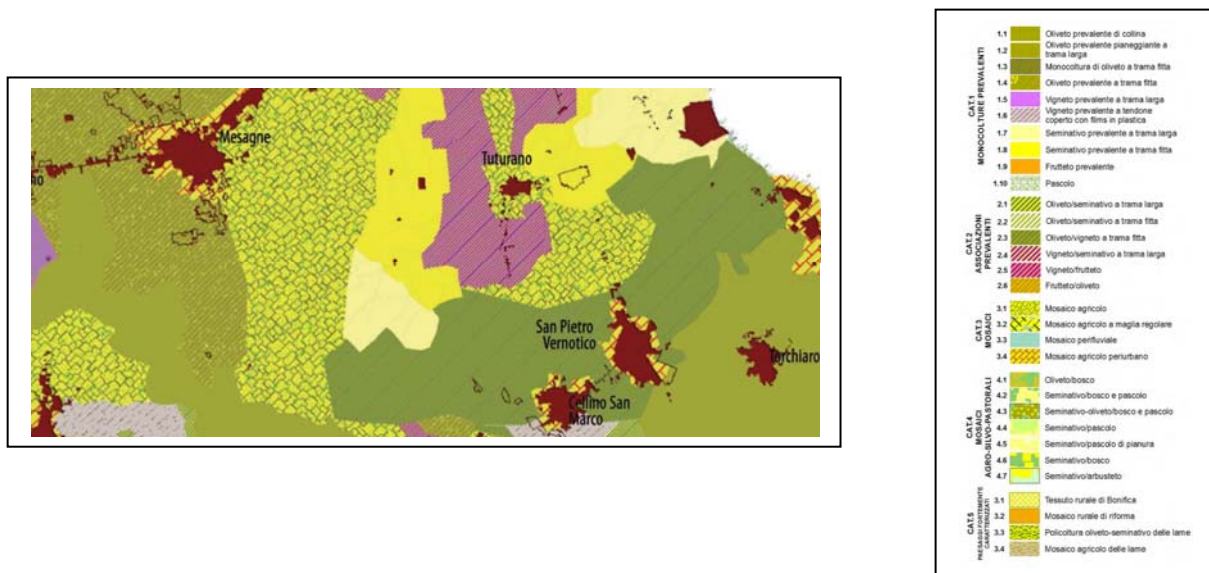 Mesagne
no
Tuturano
San Pietro
Vernotico
Torchiaro
Cellino San
Marco
CAT.1
MONOCOLTURE PREVALENTI
1.1 Oliveto prevalente di collina
1.2 Oliveto prevalente pianeggiante a
trama larga
1.3 Monocoltura di oliveto a trama fitta
1.4 Oliveto prevalente a trama fitta
1.5 Vigneto prevalente a trama larga
1.6 Vigneto prevalente a tendone
coperto con films in plastica
1.7 Seminativo prevalente a trama larga
1.8 Seminativo prevalente a trama fitta
1.9 Frutteto prevalente
1.10 Pascolo
CAT.2
ASSOCIAZIONI
PREVALENTI
2.1 Oliveto/seminativo a trama larga
2.2 Oliveto/seminativo a trama fitta
2.3 Oliveto/vigneto a trama fitta
2.4 Vigneto/seminativo a trama larga
2.5 Vigneto/frutteto
2.6 Frutteto/oliveto
CAT.3
MOSAICI
3.1 Mosaico agricolo
3.2 Mosaico agricolo a maglia regolare
3.3 Mosaico perifluviale
3.4 Mosaico agricolo periurbano
CAT.4
MOSAICI
AGRO-SILVO-PASTORALI
4.1 Oliveto/bosco
4.2 Seminativo/bosco e pascolo
4.3 Seminativo-oliveto/bosco e pascolo
4.4 Seminativo/pascolo
4.5 Seminativo/pascolo di pianura
4.6 Seminativo/bosco
4.7 Seminativo/arbusteto
CAT.5
PAESAGGI FORTEMENTE
CARATTERIZZATI
3.1 Tessuto rurale di Bonifica
3.2 Mosaico rurale di riforma
3.3 Policoltura oliveto-seminativo delle lame
3.4 Mosaico agricolo delle lame